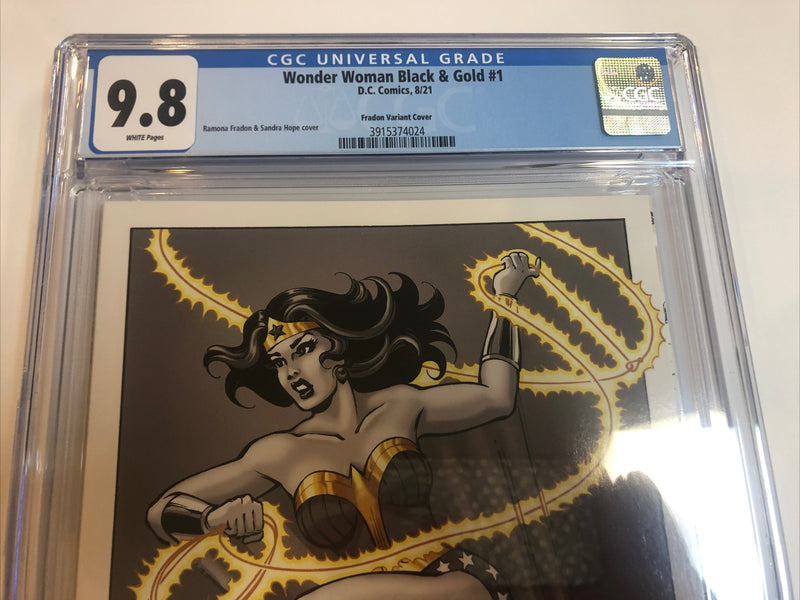 CGC UNIVERSAL GRADE
9.8
WHITE Pages
Wonder Woman Black & Gold #1
D.C. Comics, 8/21
Fradon Variant Cover
Ramona Fradon & Sandra Hope cover
3915374024
CGC
CGC